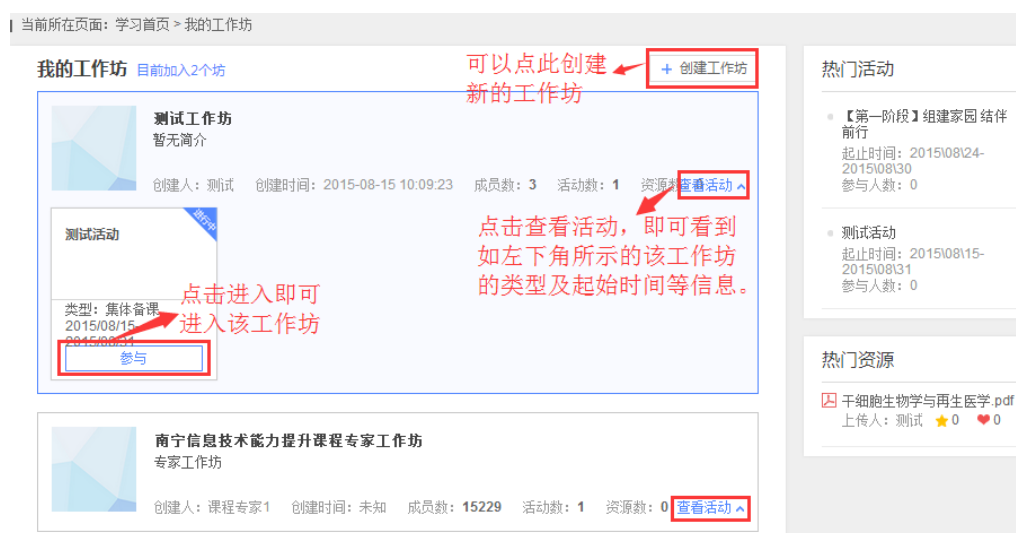 当前所在页面：学习首页 > 我的工作坊
我的工作坊 目前加入2个坊
+ 创建工作坊
可以点此创建
新的工作坊
测试工作坊
暂无简介
创建人：测试 创建时间：2015-08-15 10:09:23 成员数：3 活动数：1 资源数 查看活动
点击查看活动，即可看到
如左下角所示的该工作坊
的类型及起始时间等信息。
进行中
测试活动
类型：集体备课
2015/08/15-
2015/08/31
参与
点击进入即可
进入该工作坊
南宁信息技术能力提升课程专家工作坊
专家工作坊
创建人：课程专家1 创建时间：未知 成员数：15229 活动数：1 资源数：0 查看活动
热门活动
【第一阶段】组建家园 结伴
前行
起止时间：2015\08\24-
2015\08\30
参与人数：0
测试活动
起止时间：2015\08\15-
2015\08\31
参与人数：0
热门资源
干细胞生物学与再生医学.pdf
上传人：测试 0 0